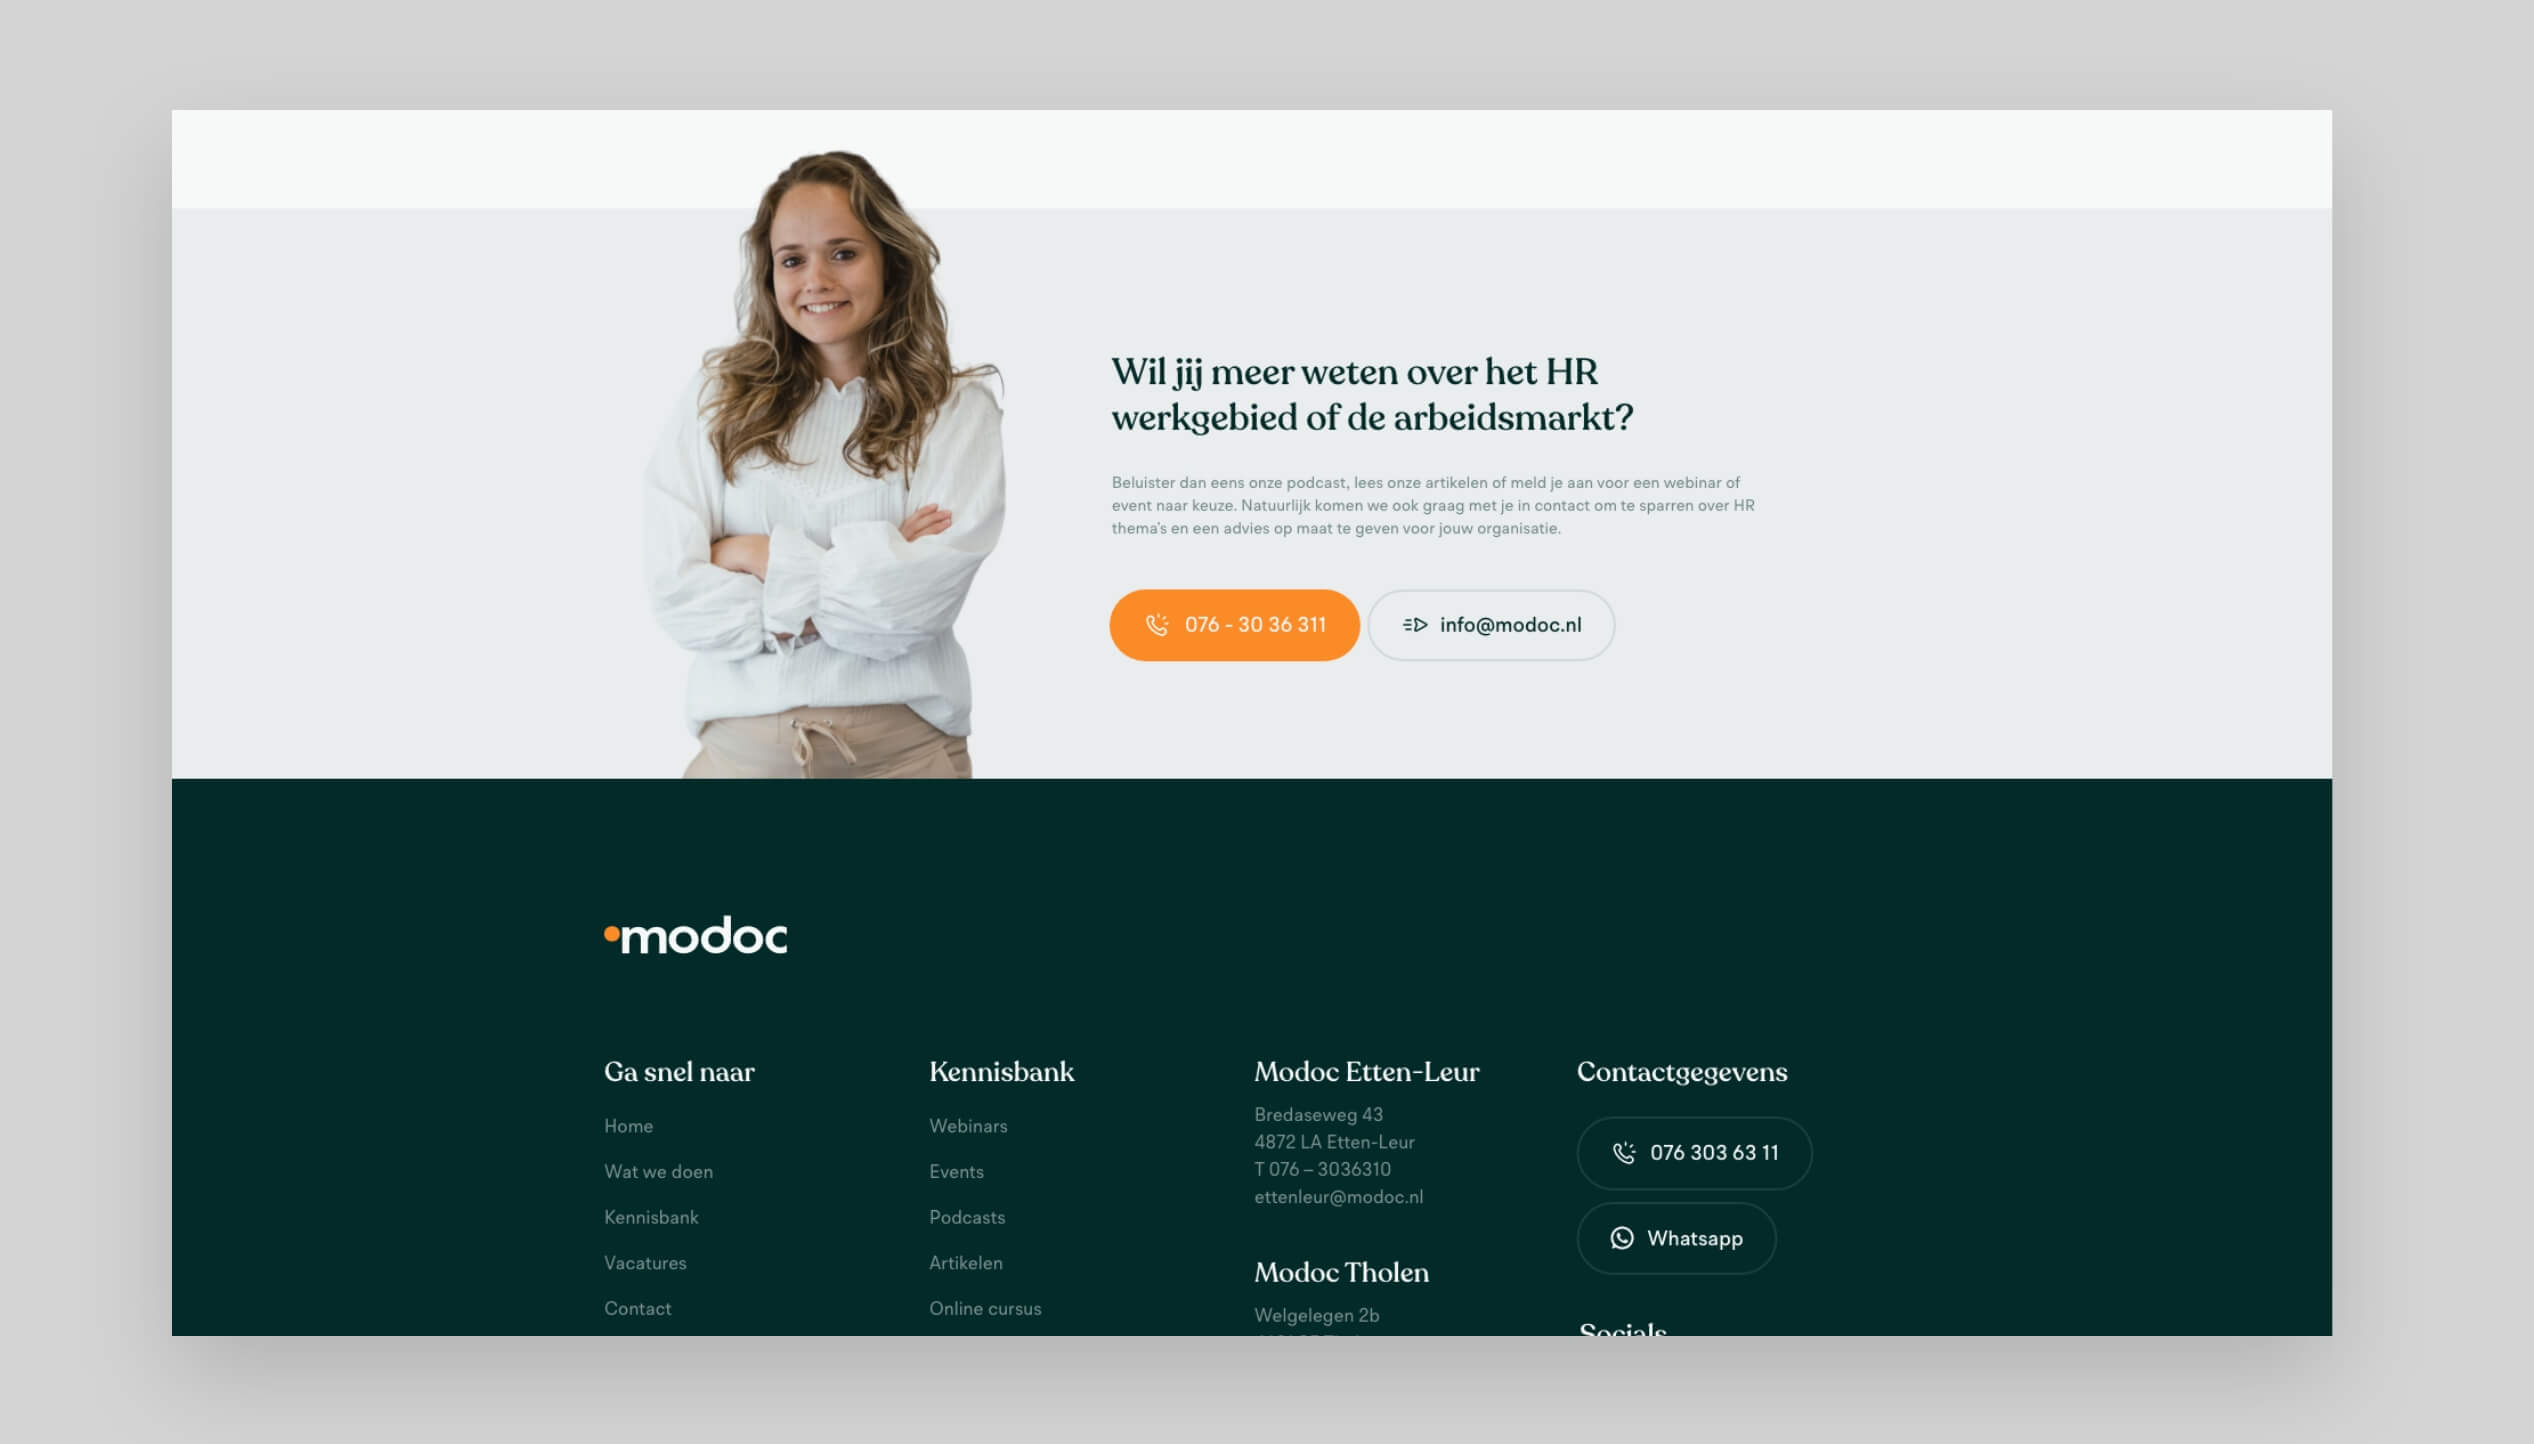 Wil jij meer weten over het HR
werkgebied of de arbeidsmarkt?
Beluister dan eens onze podcast, lees onze artikelen of meld je aan voor een webinar of
event naar keuze. Natuurlijk komen we ook graag met je in contact om te sparren over HR
thema's en een advies op maat te geven voor jouw organisatie.
076 - 30 36 311
info@modoc.nl
modoc
Ga snel naar
Home
Wat we doen
Kennisbank
Vacatures
Contact
Kennisbank
Webinars
Events
Podcasts
Artikelen
Online cursus
Modoc Etten-Leur
Bredaseweg 43
4872 LA Etten-Leur
T 076 – 3036310
ettenleur@modoc.nl
Modoc Tholen
Welgelegen 2b
Contactgegevens
076 303 63 11
Whatsapp
Socials